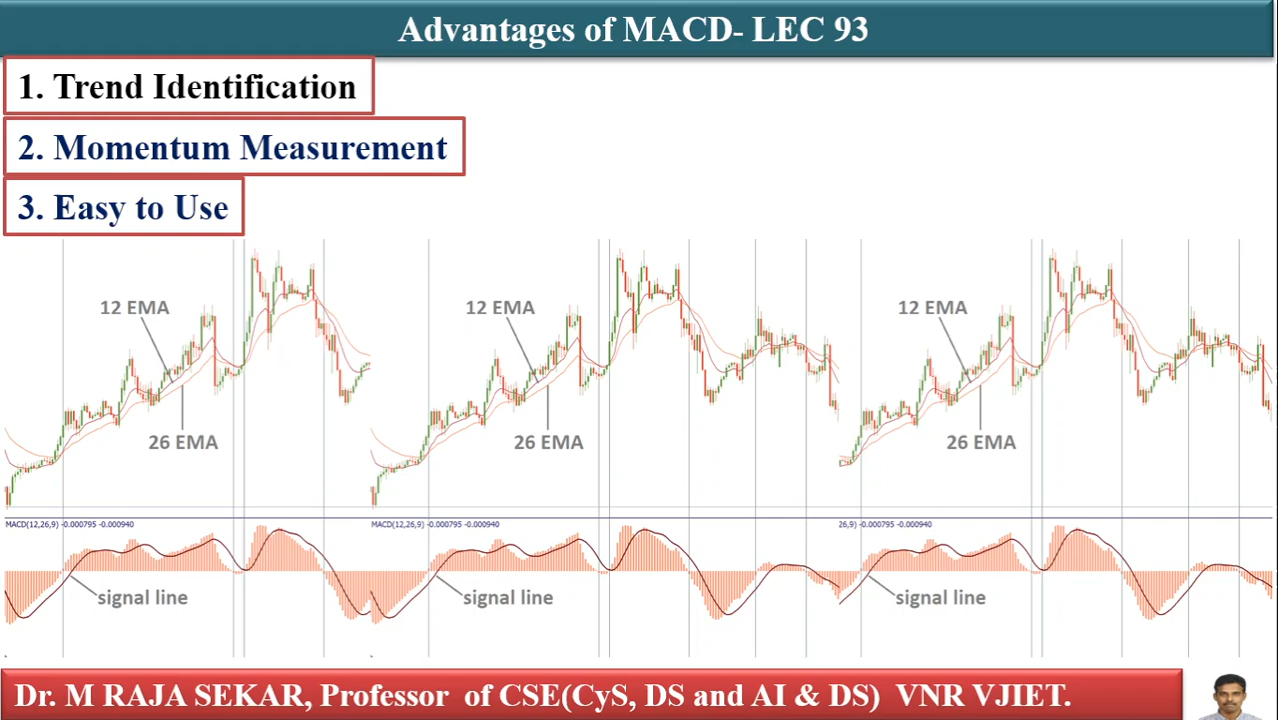 Advantages of MACD- LEC 93
1. Trend Identification
2. Momentum Measurement
3. Easy to Use
12 EMA
12 EMA
12 EMA
26 EMA
26 EMA
26 EMA
MACD(12,26,9) -0.000795 -0.000940
MACD(12,26,9) -0.000795 -0.000940
26,9) -0.000795 -0.000940
signal line
signal line
signal line
Dr. M RAJA SEKAR, Professor of CSE(CyS, DS and AI & DS) VNR VJIET.